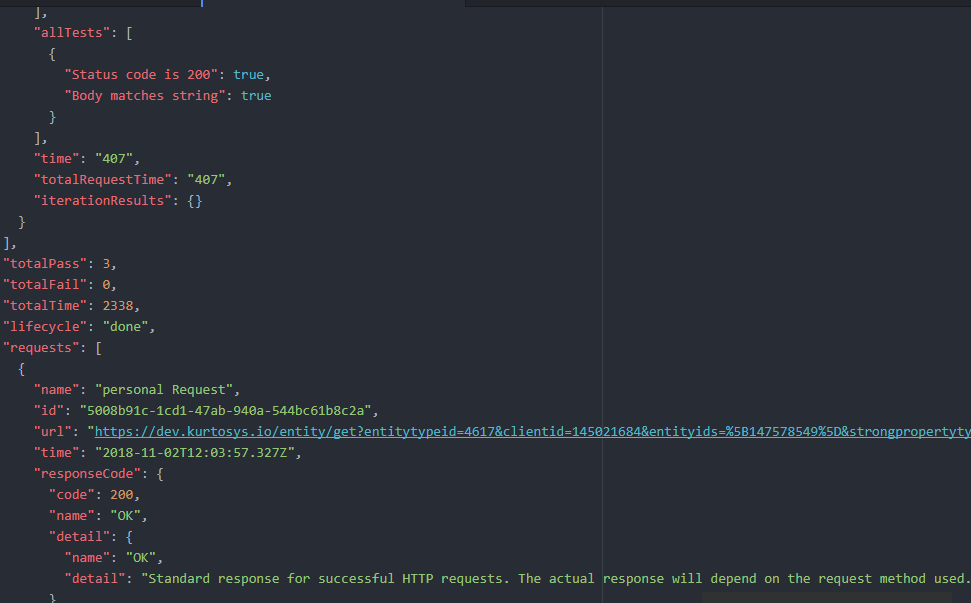 ],
"allTests": [
{
"Status code is 200": true,
"Body matches string": true
}
],
"time": "407",
"totalRequestTime": "407",
"iterationResults": {}
}
],
"totalPass": 3,
"totalFail": 0,
"totalTime": 2338,
"lifecycle": "done",
"requests": [
{
"name": "personal Request",
"id": "5008b91c-1cd1-47ab-940a-544bc61b8c2a",
"url": "https://dev.kurtosys.io/entity/get?entitytypeid=4617&clientid=145021684&entityids=%5B147578549%5D&strongpropertyty
"time": "2018-11-02T12:03:57.327Z",
"responseCode": {
"code": 200,
"name": "OK",
"detail": {
"name": "OK",
"detail": "Standard response for successful HTTP requests. The actual response will depend on the request method used.
}